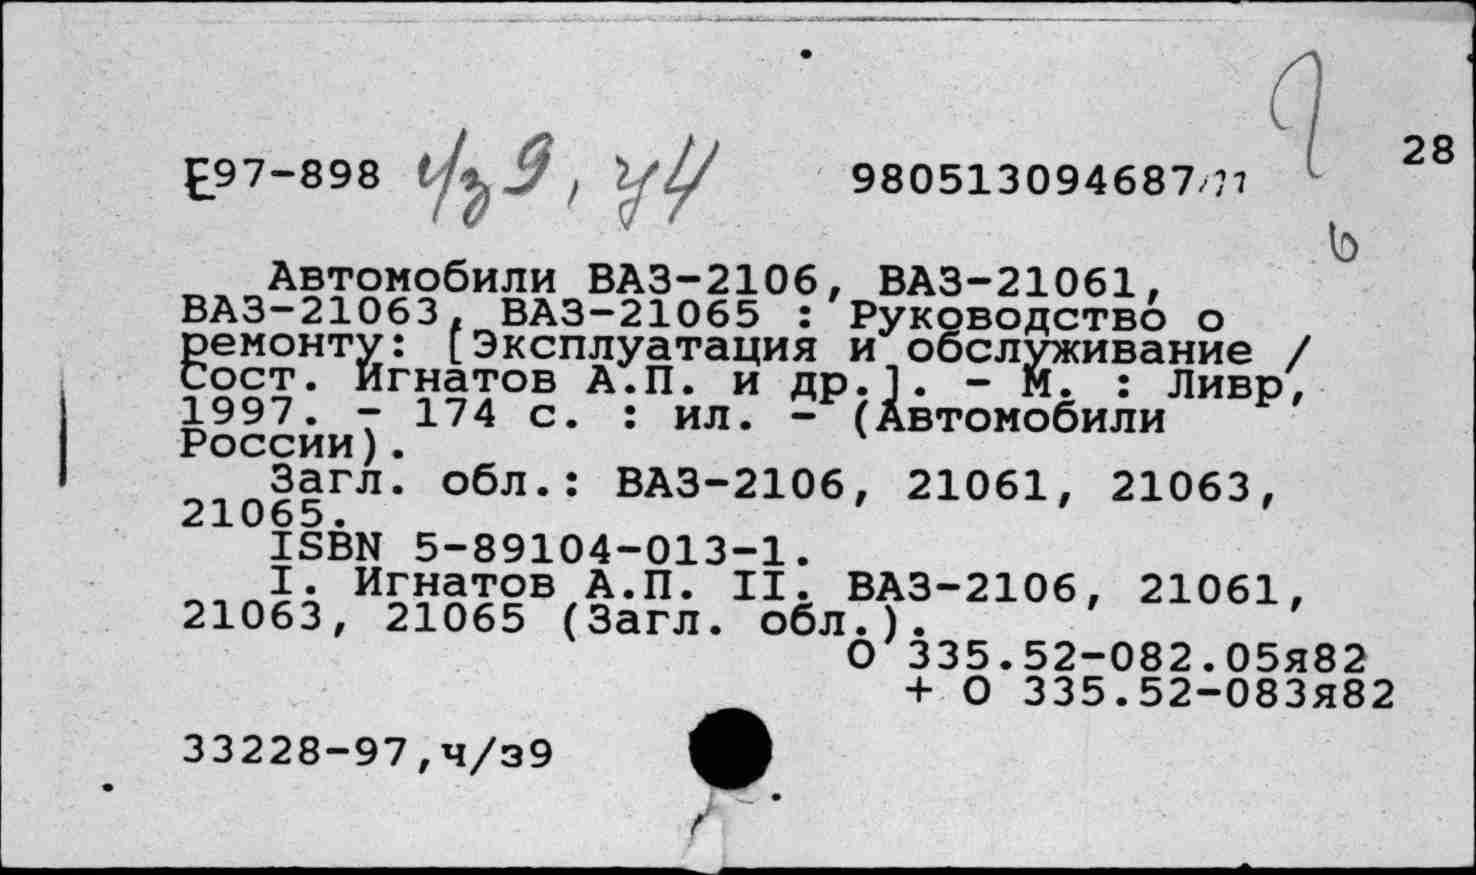 28
Е97-898 ч/з9, у4 980513094687
Автомобили ВАЗ-2106, ВАЗ-21061,
ВАЗ-21063, ВАЗ-21065 : Руководство о
ремонту: [Эксплуатация и обслуживание /
Сост. Игнатов А.П. и др.]. - М. : Ливр,
1997. - 174 с. : ил. - (Автомобили
России).
Загл. обл.: ВАЗ-2106, 21061, 21063,
21065.
ISBN 5-89104-013-1.
I. Игнатов А.П. II. ВАЗ-2106, 21061,
21063, 21065 (Загл. обл.).
О 335.52-082.05я82
+ О 335.52-083я82
33228-97,ч/з9